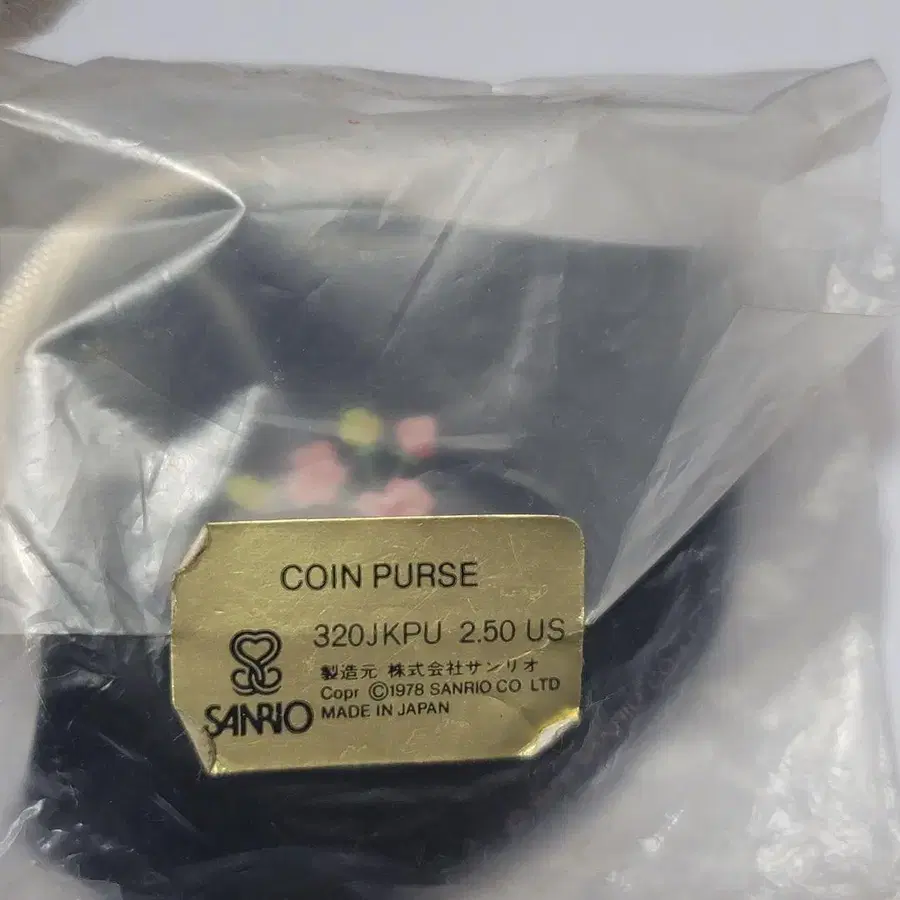 COIN PURSE
320JKPU 2.50 US
製造元 株式会社サンリオ
Copr ©1978 SANRIO CO LTD
SANRIO
MADE IN JAPAN